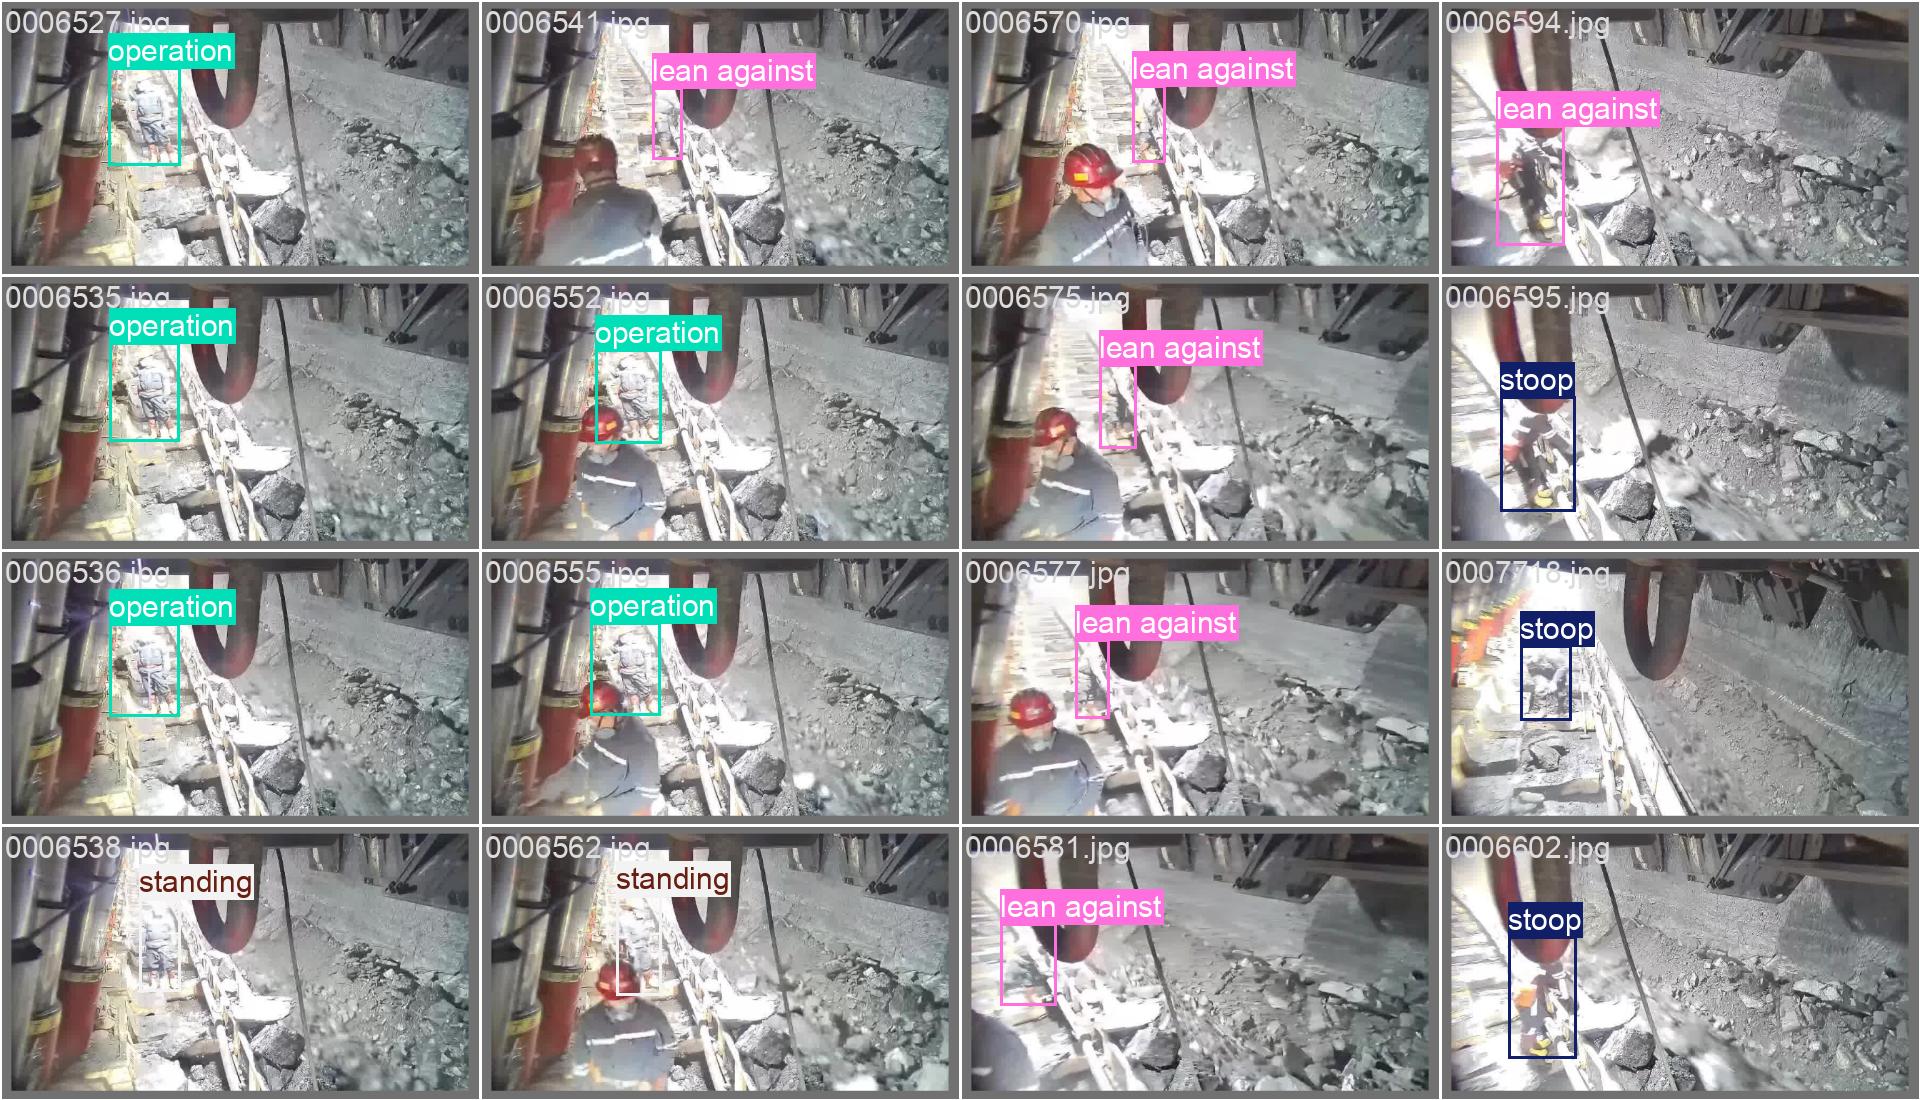 0006527.jpg
operation
0006541.jpg
lean against
0006570.jpg
lean against
0006594.jpg
lean against
0006535.jpg
operation
0006552.jpg
operation
0006575.jpg
lean against
0006595.jpg
stoop
0006536.jpg
operation
0006555.jpg
operation
0006577.jpg
lean against
0007718.jpg
stoop
0006538.jpg
standing
0006562.jpg
standing
0006581.jpg
lean against
0006602.jpg
stoop